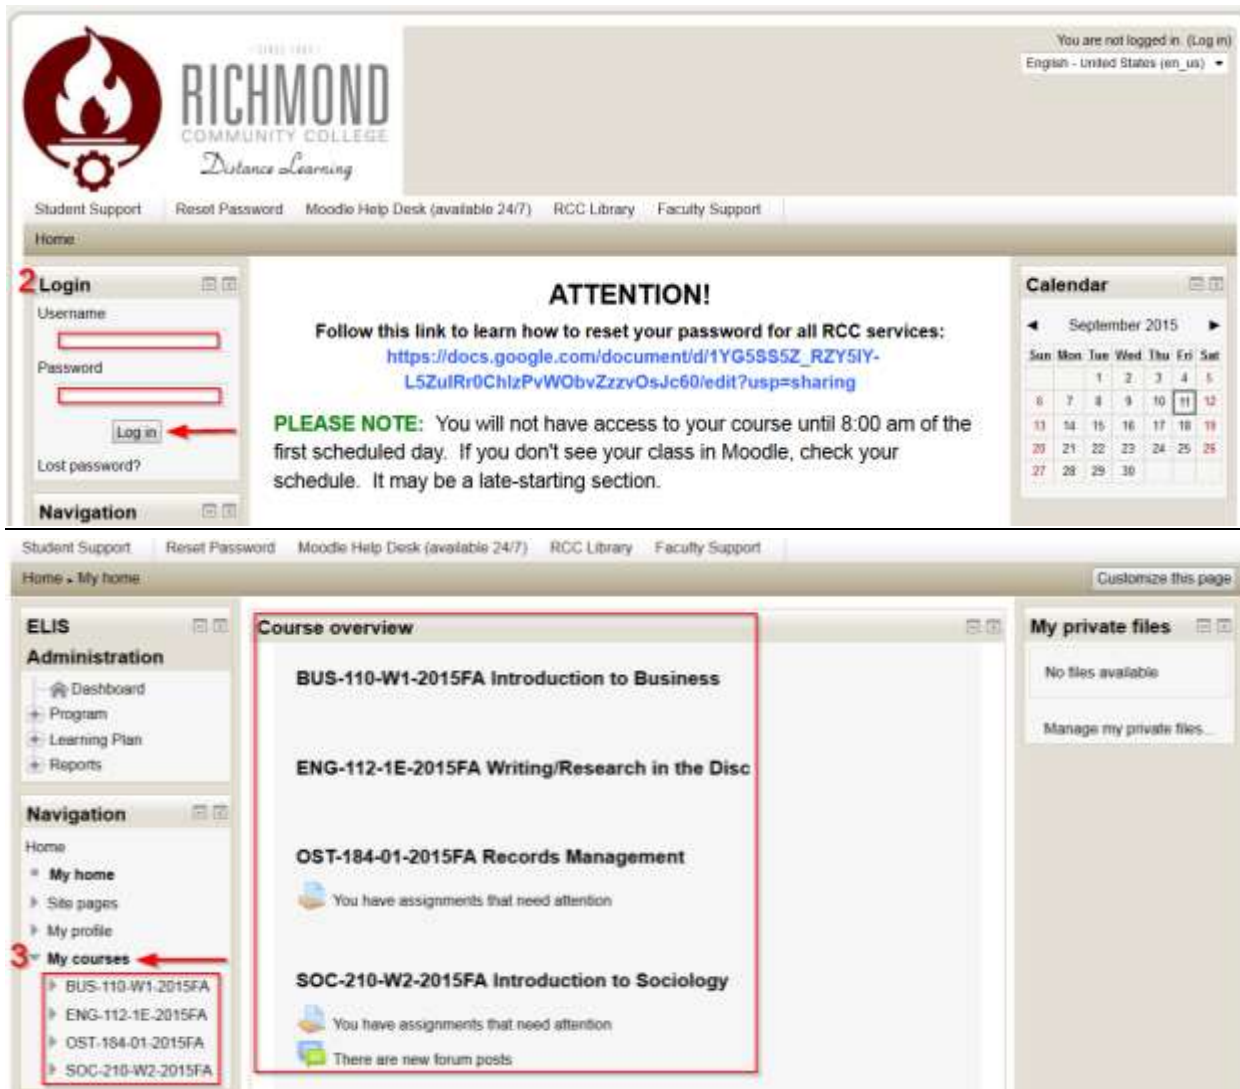 SINCE 1964
RICHMOND
COMMUNITY COLLEGE
Distance Learning
You are not logged in. (Log in)
English - United States (en_us)
Student Support Reset Password Moodle Help Desk (available 24/7) RCC Library Faculty Support
Home
2
Login
Username
Password
Log in
Lost password?
Navigation
ATTENTION!
Follow this link to learn how to reset your password for all RCC services:
https://docs.google.com/document/d/1YG5SS5Z_RZY5IY-
L5ZuIRr0ChIzPvWObvZzzvOsJc60/edit?usp=sharing
PLEASE NOTE: You will not have access to your course until 8:00 am of the
first scheduled day. If you don't see your class in Moodle, check your
schedule. It may be a late-starting section.
Calendar
◄ September 2015 ►
Sun Mon Tue Wed Thu Fri Sat
1 2 3 4 5
6 7 8 9 10 11 12
13 14 15 16 17 18 19
20 21 22 23 24 25 26
27 28 29 30
Student Support Reset Password Moodle Help Desk (available 24/7) RCC Library Faculty Support
Home ▸ My home
Customize this page
ELIS
Administration
Dashboard
Program
Learning Plan
Reports
Navigation
Home
My home
Site pages
My profile
3
My courses
BUS-110-W1-2015FA
ENG-112-1E-2015FA
OST-184-01-2015FA
SOC-210-W2-2015FA
Course overview
BUS-110-W1-2015FA Introduction to Business
ENG-112-1E-2015FA Writing/Research in the Disc
OST-184-01-2015FA Records Management
You have assignments that need attention
SOC-210-W2-2015FA Introduction to Sociology
You have assignments that need attention
There are new forum posts
My private files
No files available
Manage my private files...